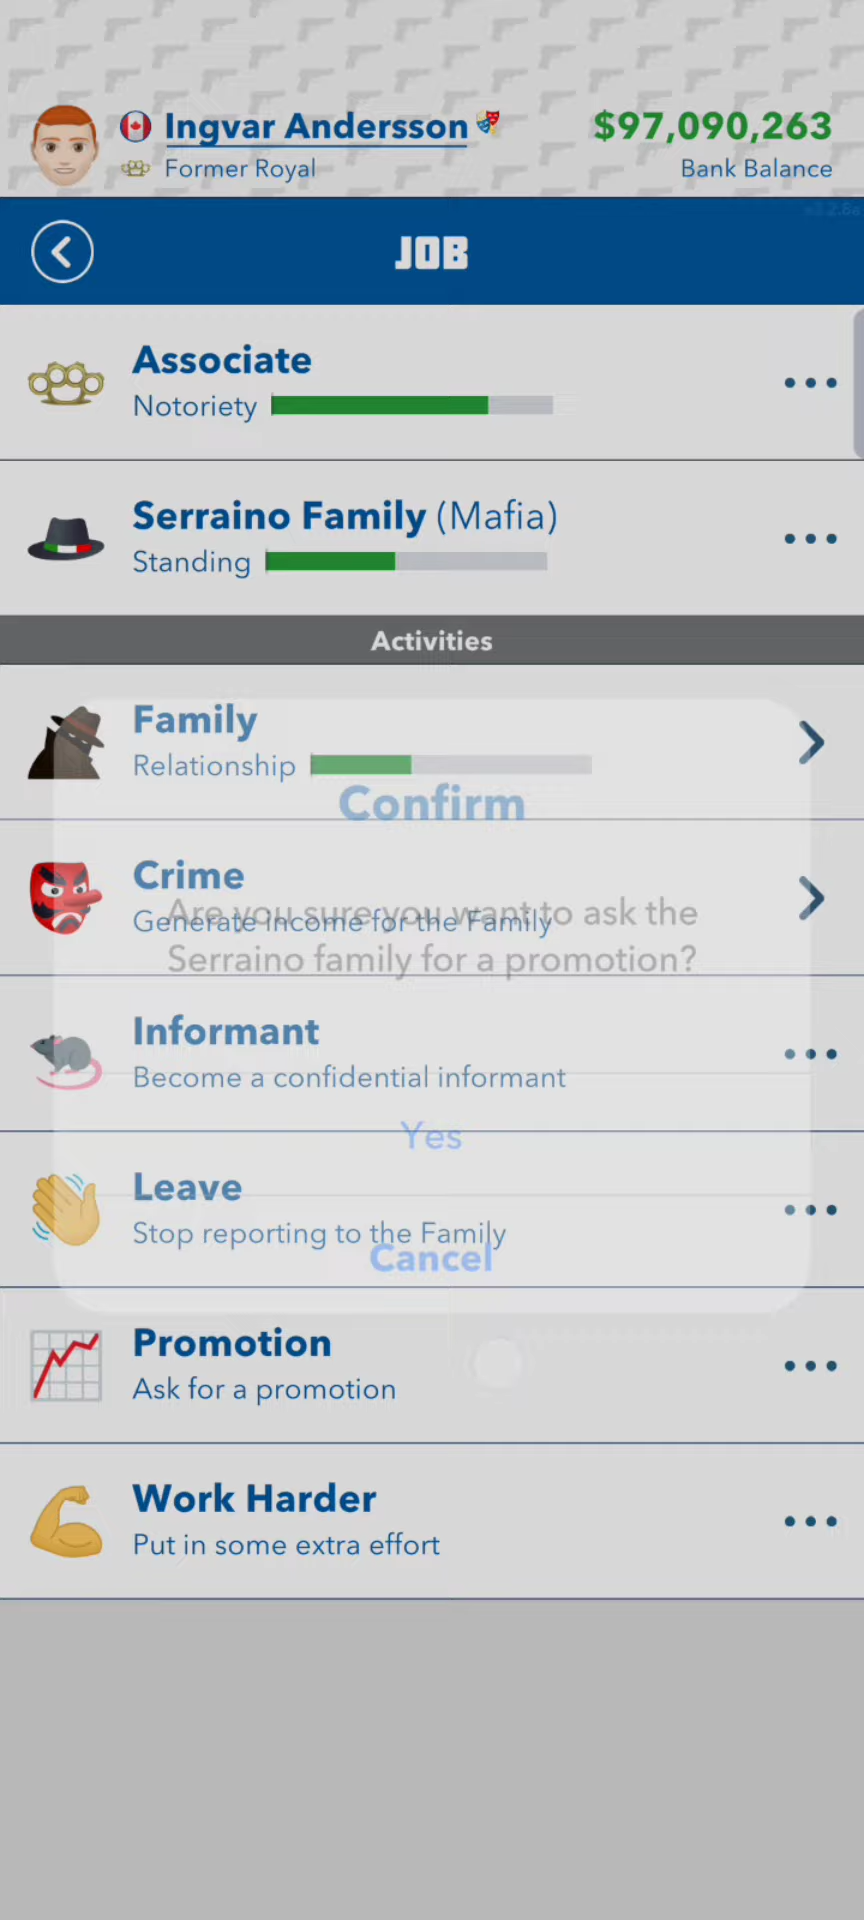 Ingvar Andersson
$97,090,263
Former Royal
Bank Balance
JOB
Associate
Notoriety
Serraino Family (Mafia)
Standing
Activities
Family
Relationship
Confirm
Crime
Generate income for the Family
Are you sure you want to ask the
Serraino family for a promotion?
Informant
Become a confidential informant
Yes
Leave
Stop reporting to the Family
Cancel
Promotion
Ask for a promotion
Work Harder
Put in some extra effort